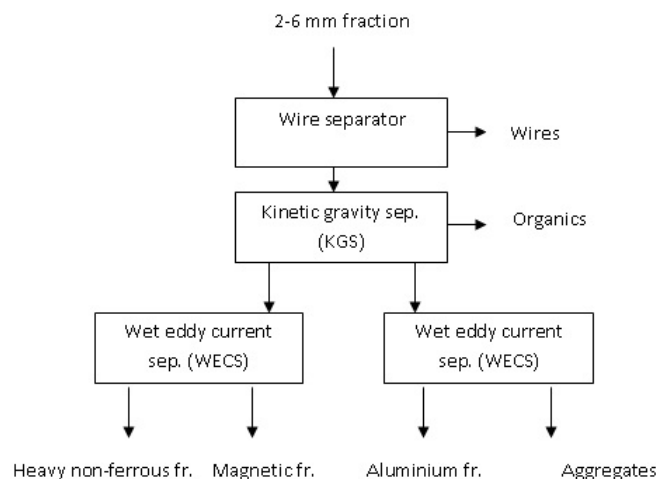 2-6 mm fraction
Wire separator
Wires
Kinetic gravity sep.
(KGS)
Organics
Wet eddy current
sep. (WECS)
Wet eddy current
sep. (WECS)
Heavy non-ferrous fr.
Magnetic fr.
Aluminium fr.
Aggregates